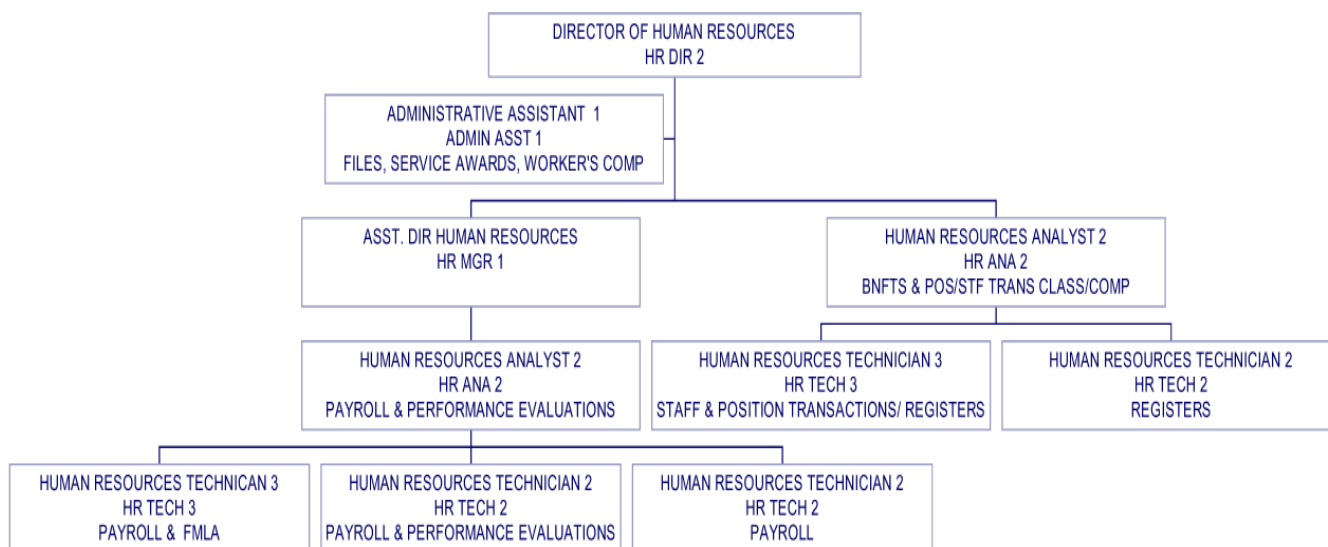 DIRECTOR OF HUMAN RESOURCES
HR DIR 2
ADMINISTRATIVE ASSISTANT 1
ADMIN ASST 1
FILES, SERVICE AWARDS, WORKER'S COMP
ASST. DIR HUMAN RESOURCES
HR MGR 1
HUMAN RESOURCES ANALYST 2
HR ANA 2
BNFTS & POS/STF TRANS CLASS/COMP
HUMAN RESOURCES ANALYST 2
HR ANA 2
PAYROLL & PERFORMANCE EVALUATIONS
HUMAN RESOURCES TECHNICIAN 3
HR TECH 3
STAFF & POSITION TRANSACTIONS/ REGISTERS
HUMAN RESOURCES TECHNICIAN 2
HR TECH 2
REGISTERS
HUMAN RESOURCES TECHNICAN 3
HR TECH 3
PAYROLL & FMLA
HUMAN RESOURCES TECHNICIAN 2
HR TECH 2
PAYROLL & PERFORMANCE EVALUATIONS
HUMAN RESOURCES TECHNICIAN 2
HR TECH 2
PAYROLL